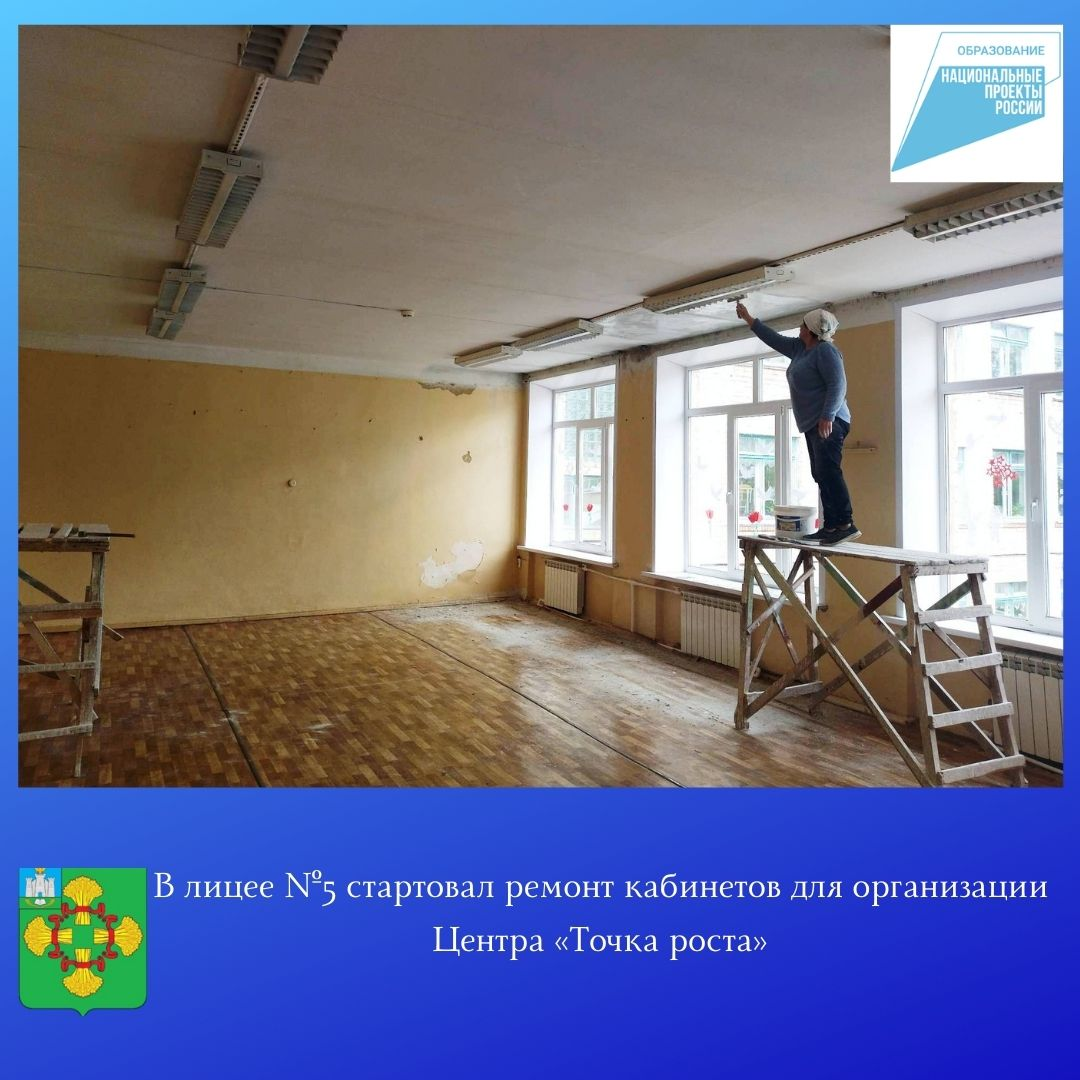 ОБРАЗОВАНИЕ
НАЦИОНАЛЬНЫЕ
ПРОЕКТЫ
РОССИИ
В лицее №5 стартовал ремонт кабинетов для организации
Центра «Точка роста»